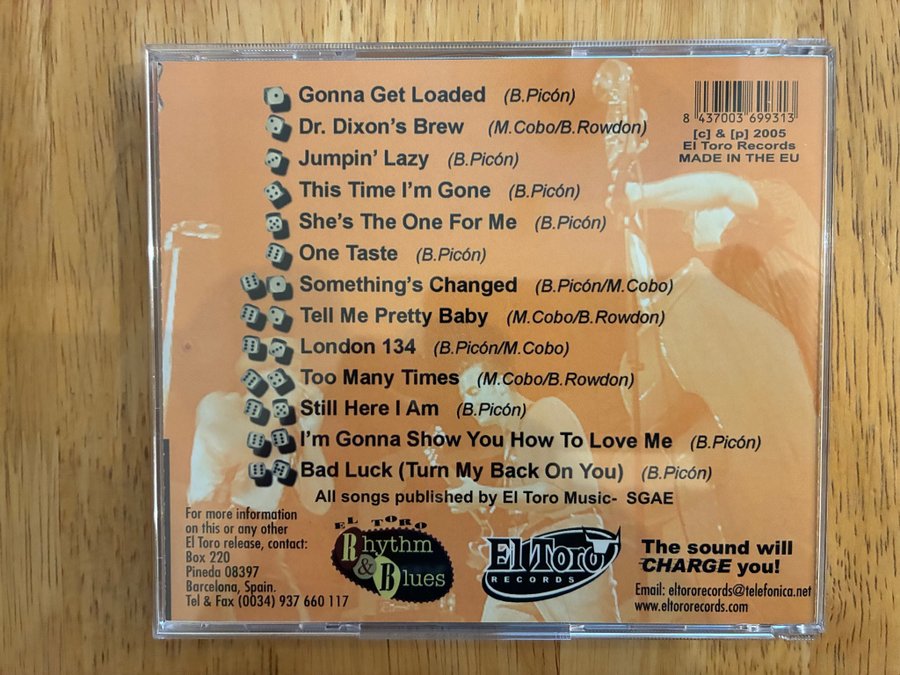 Gonna Get Loaded (B.Picón)
Dr. Dixon's Brew (M.Cobo/B.Rowdon)
Jumpin' Lazy (B.Picón)
This Time I'm Gone (B.Picón)
She's The One For Me (B.Picón)
One Taste (B.Picón)
Something's Changed (B.Picón/M.Cobo)
Tell Me Pretty Baby (M.Cobo/B.Rowdon)
London 134 (B.Picón/M.Cobo)
Too Many Times (M.Cobo/B.Rowdon)
Still Here I Am (B.Picón)
I'm Gonna Show You How To Love Me (B.Picón)
Bad Luck (Turn My Back On You) (B.Picón)
All songs published by El Toro Music- SGAE
8 437003 699313
[c] & [p] 2005
El Toro Records
MADE IN THE EU
For more information
on this or any other
El Toro release, contact:
Box 220
Pineda 08397
Barcelona, Spain.
Tel & Fax (0034) 937 660 117
EL TORO
Rhythm
& Blues
El Toro
RECORDS
The sound will
CHARGE you!
Email: eltororecords@telefonica.net
www.eltororecords.com